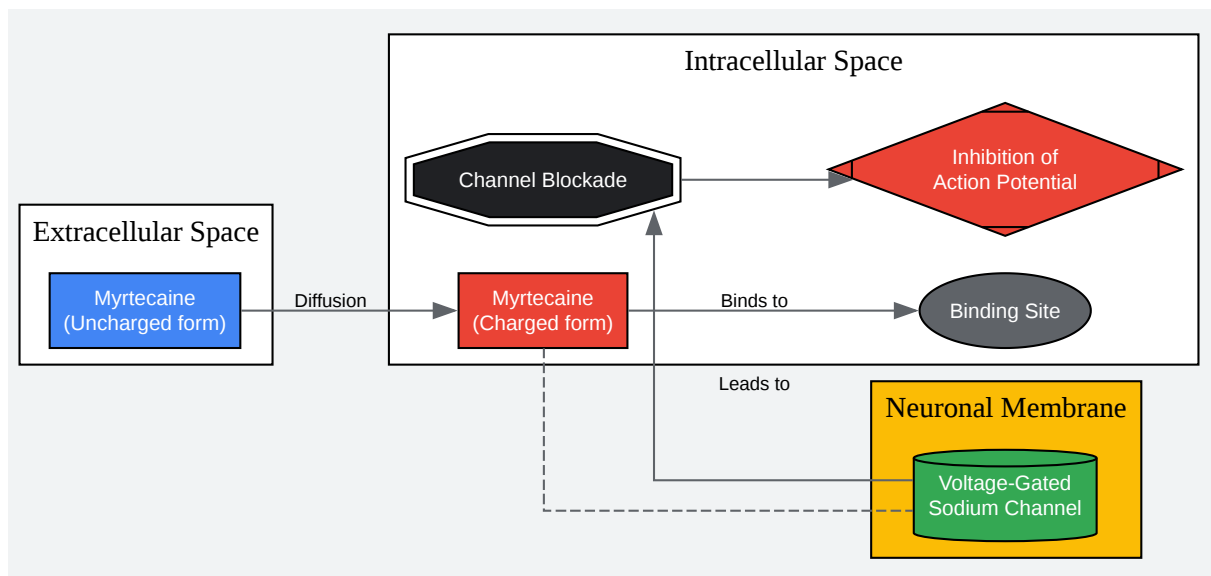 Intracellular Space
Channel Blockade
Inhibition of
Action Potential
Extracellular Space
Myrtecaine
(Uncharged form)
Diffusion
Myrtecaine
(Charged form)
Binds to
Binding Site
Leads to
Neuronal Membrane
Voltage-Gated
Sodium Channel